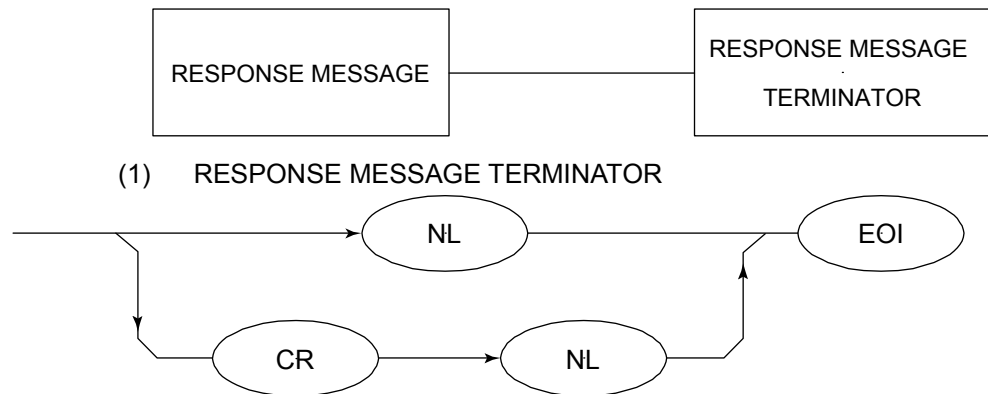 RESPONSE MESSAGE
RESPONSE MESSAGE
TERMINATOR
(1) RESPONSE MESSAGE TERMINATOR
NL
EOI
CR
NL